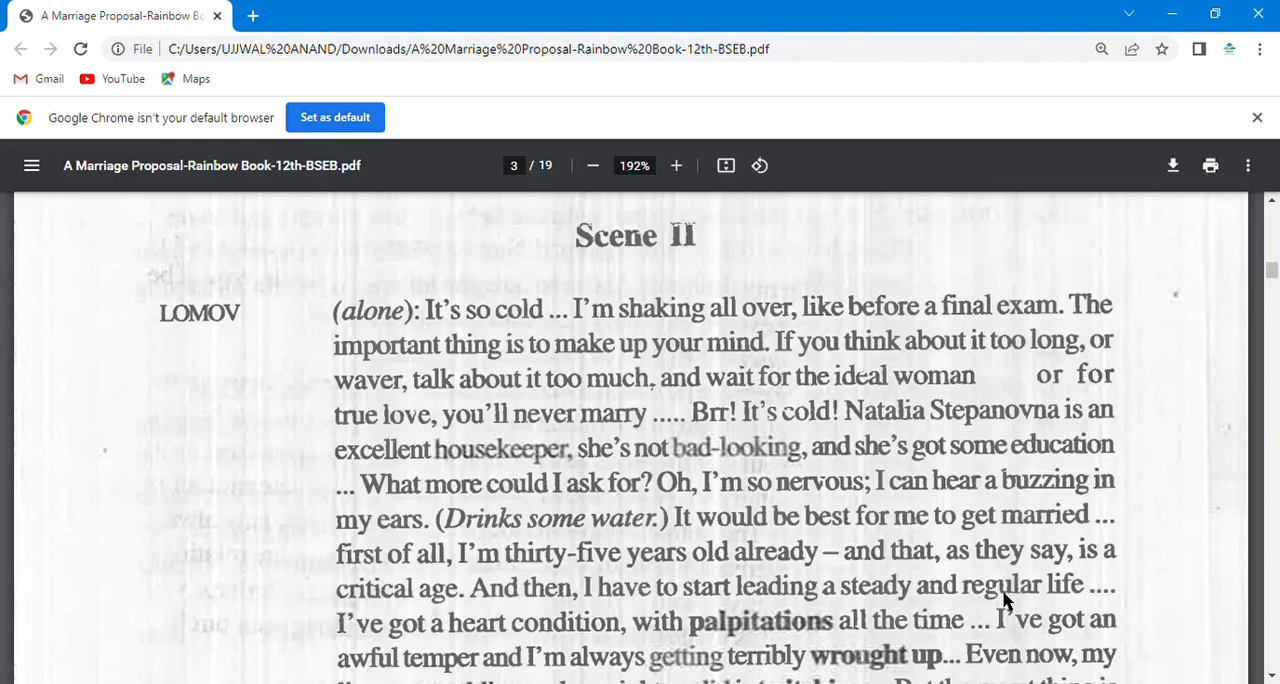 A Marriage Proposal-Rainbow Bo
File
C:/Users/UJJWAL%20ANAND/Downloads/A%20Marriage%20Proposal-Rainbow%20Book-12th-BSEB.pdf
Gmail
YouTube
Maps
Google Chrome isn't your default browser
Set as default
A Marriage Proposal-Rainbow Book-12th-BSEB.pdf
3 / 19
192%
Scene II
LOMOV (alone): It's so cold ... I'm shaking all over, like before a final exam. The
important thing is to make up your mind. If you think about it too long, or
waver, talk about it too much, and wait for the ideal woman or for
true love, you'll never marry ..... Brr! It's cold! Natalia Stepanovna is an
excellent housekeeper, she's not bad-looking, and she's got some education
... What more could I ask for? Oh, I'm so nervous; I can hear a buzzing in
my ears. (Drinks some water.) It would be best for me to get married ...
first of all, I'm thirty-five years old already – and that, as they say, is a
critical age. And then, I have to start leading a steady and regular life ....
I've got a heart condition, with palpitations all the time ... I've got an
awful temper and I'm always getting terribly wrought up... Even now, my